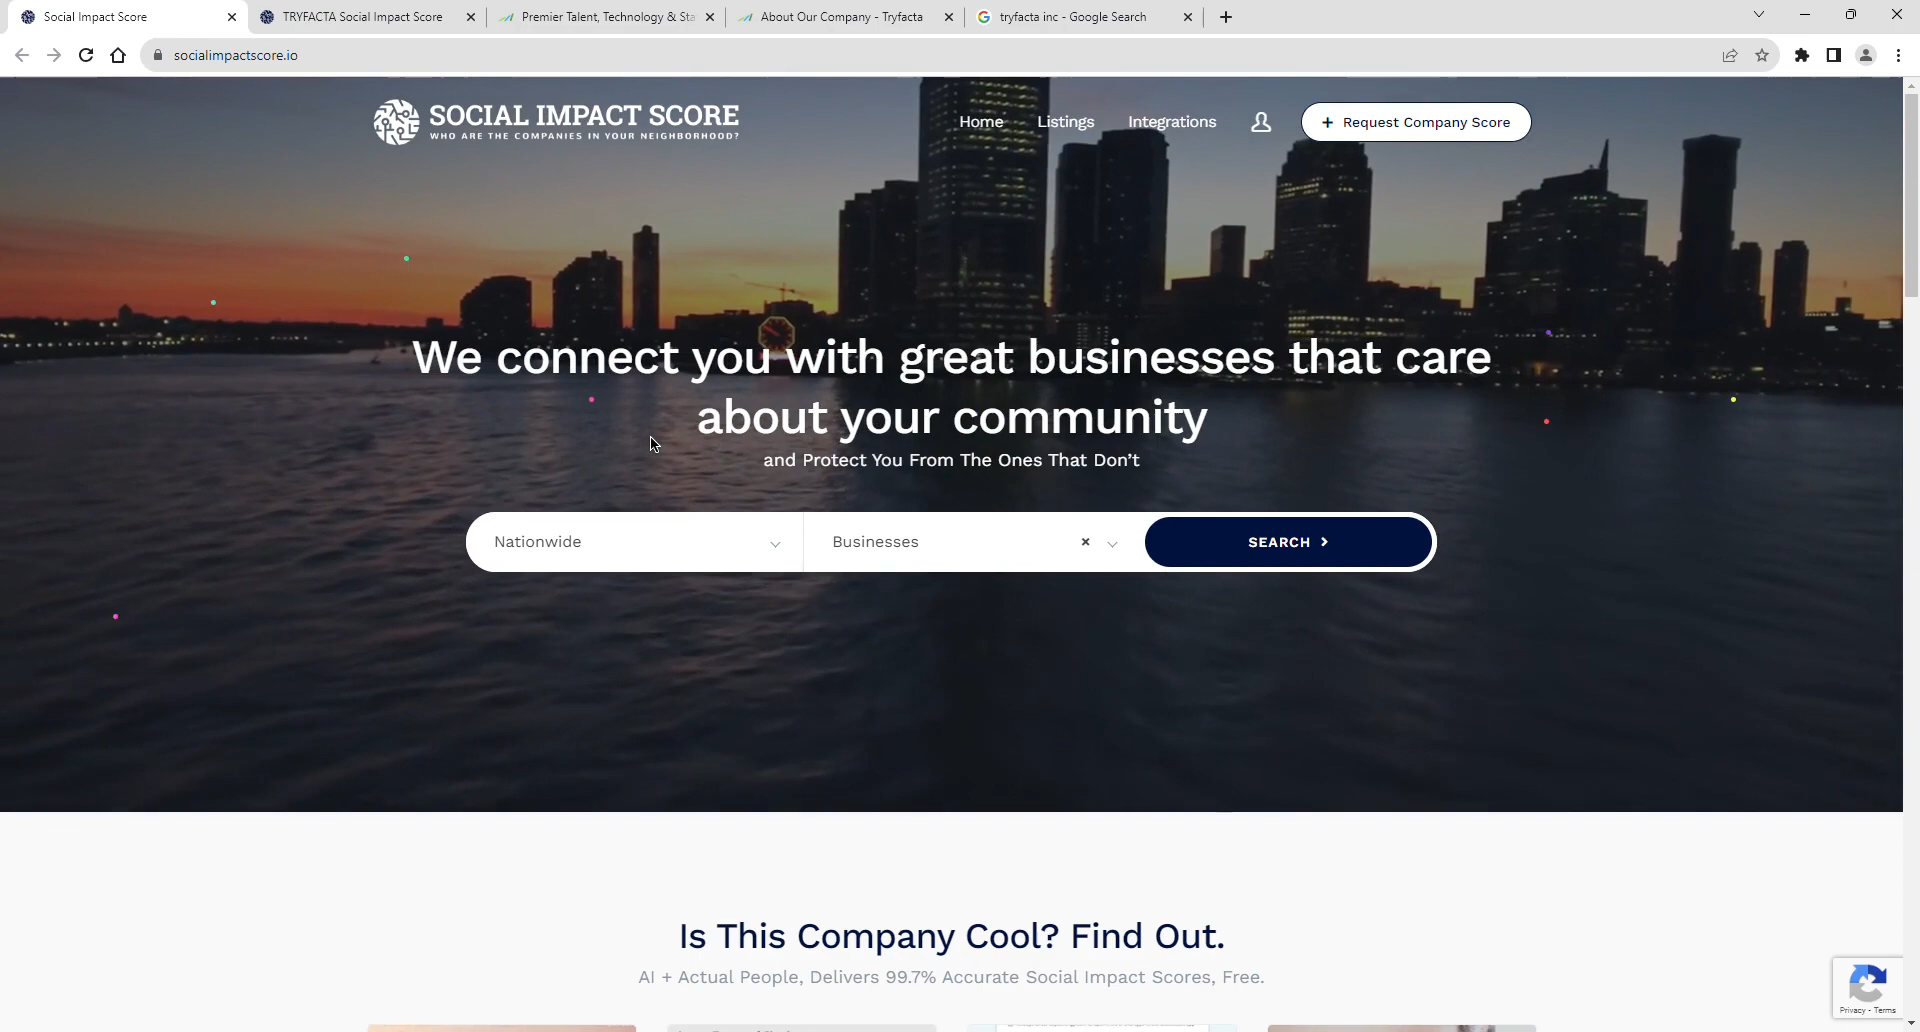 Social Impact Score
TRYFACTA Social Impact Score
Premier Talent, Technology & Sta
About Our Company - Tryfacta
tryfacta inc - Google Search
socialimpactscore.io
SOCIAL IMPACT SCORE
WHO ARE THE COMPANIES IN YOUR NEIGHBORHOOD?
Home
Listings
Integrations
+ Request Company Score
We connect you with great businesses that care
about your community
and Protect You From The Ones That Don’t
Nationwide
Businesses
SEARCH
Is This Company Cool? Find Out.
AI + Actual People, Delivers 99.7% Accurate Social Impact Scores, Free.
Privacy - Terms